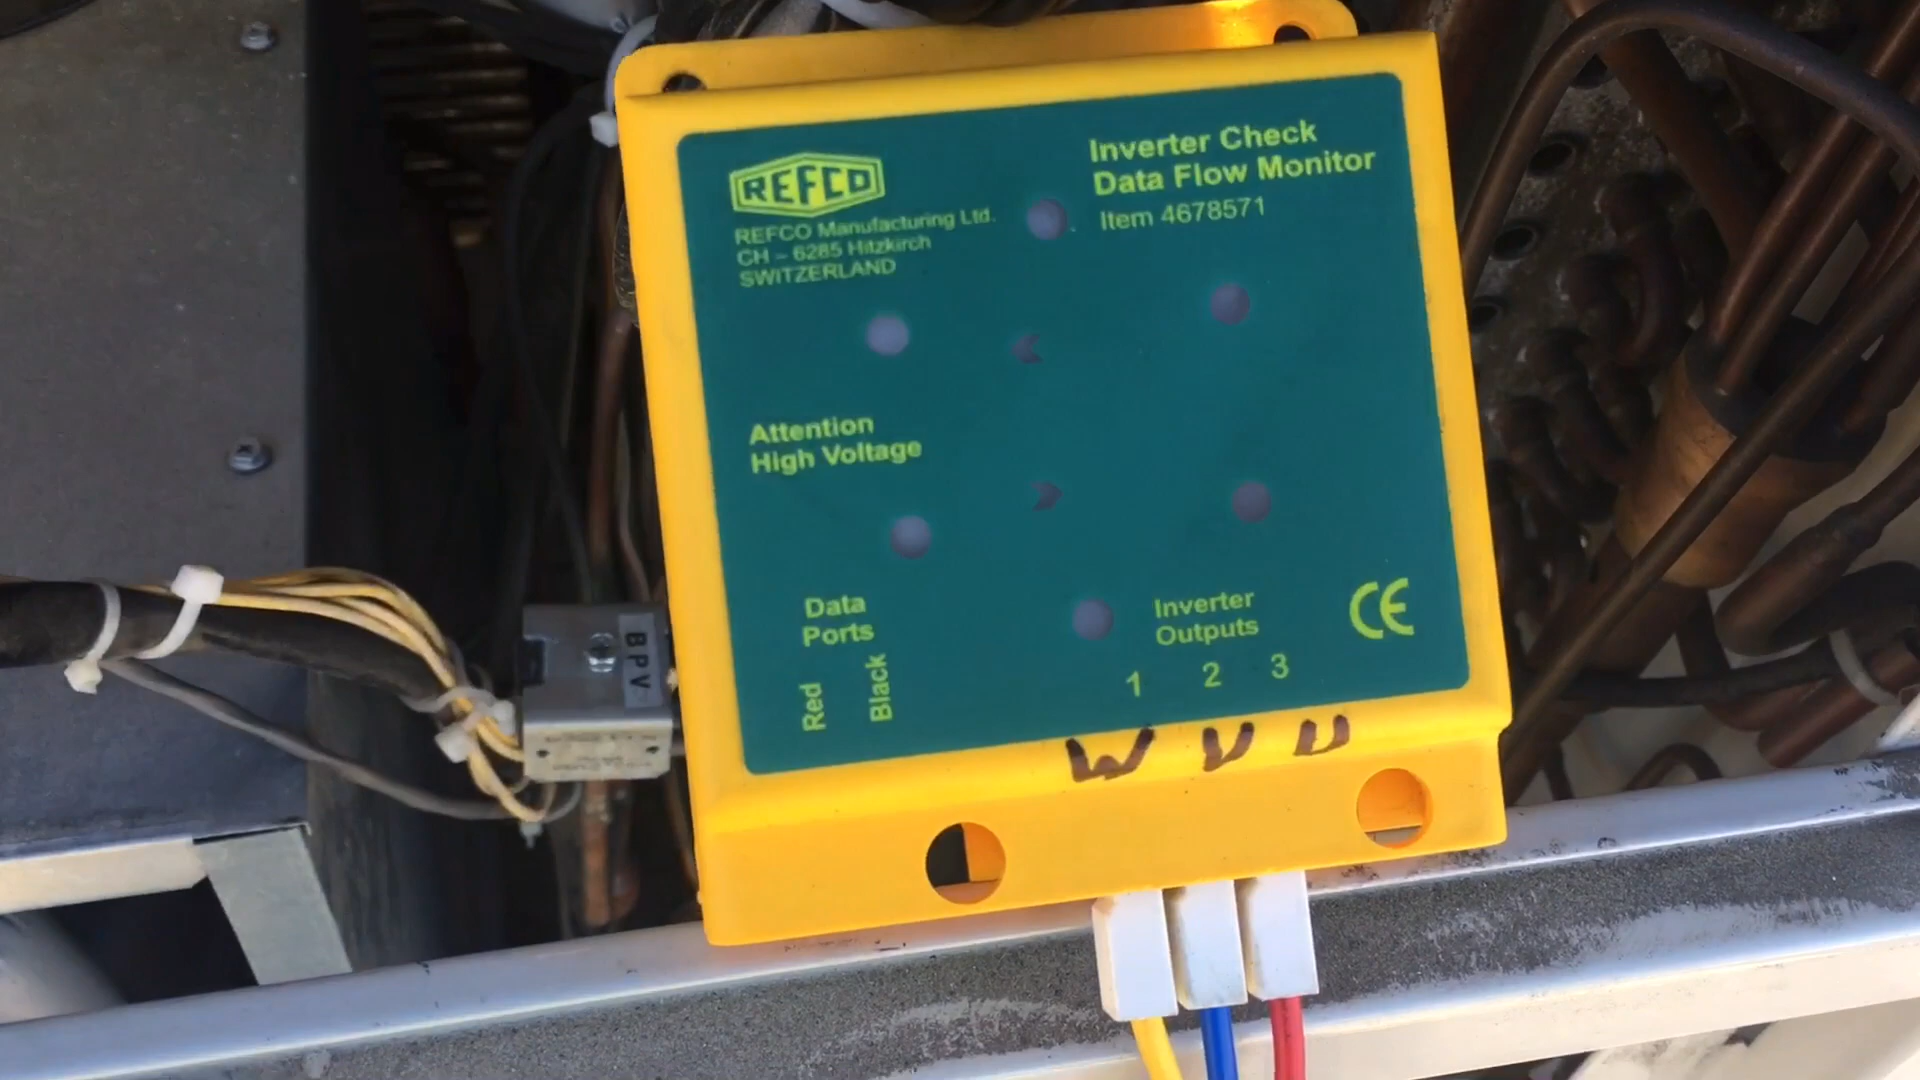 REFCO
REFCO Manufacturing Ltd.
CH – 6285 Hitzkirch
SWITZERLAND
Inverter Check
Data Flow Monitor
Item 4678571
Attention
High Voltage
Data
Ports
Red
Black
Inverter
Outputs
1 2 3
CE
W V U
BPV